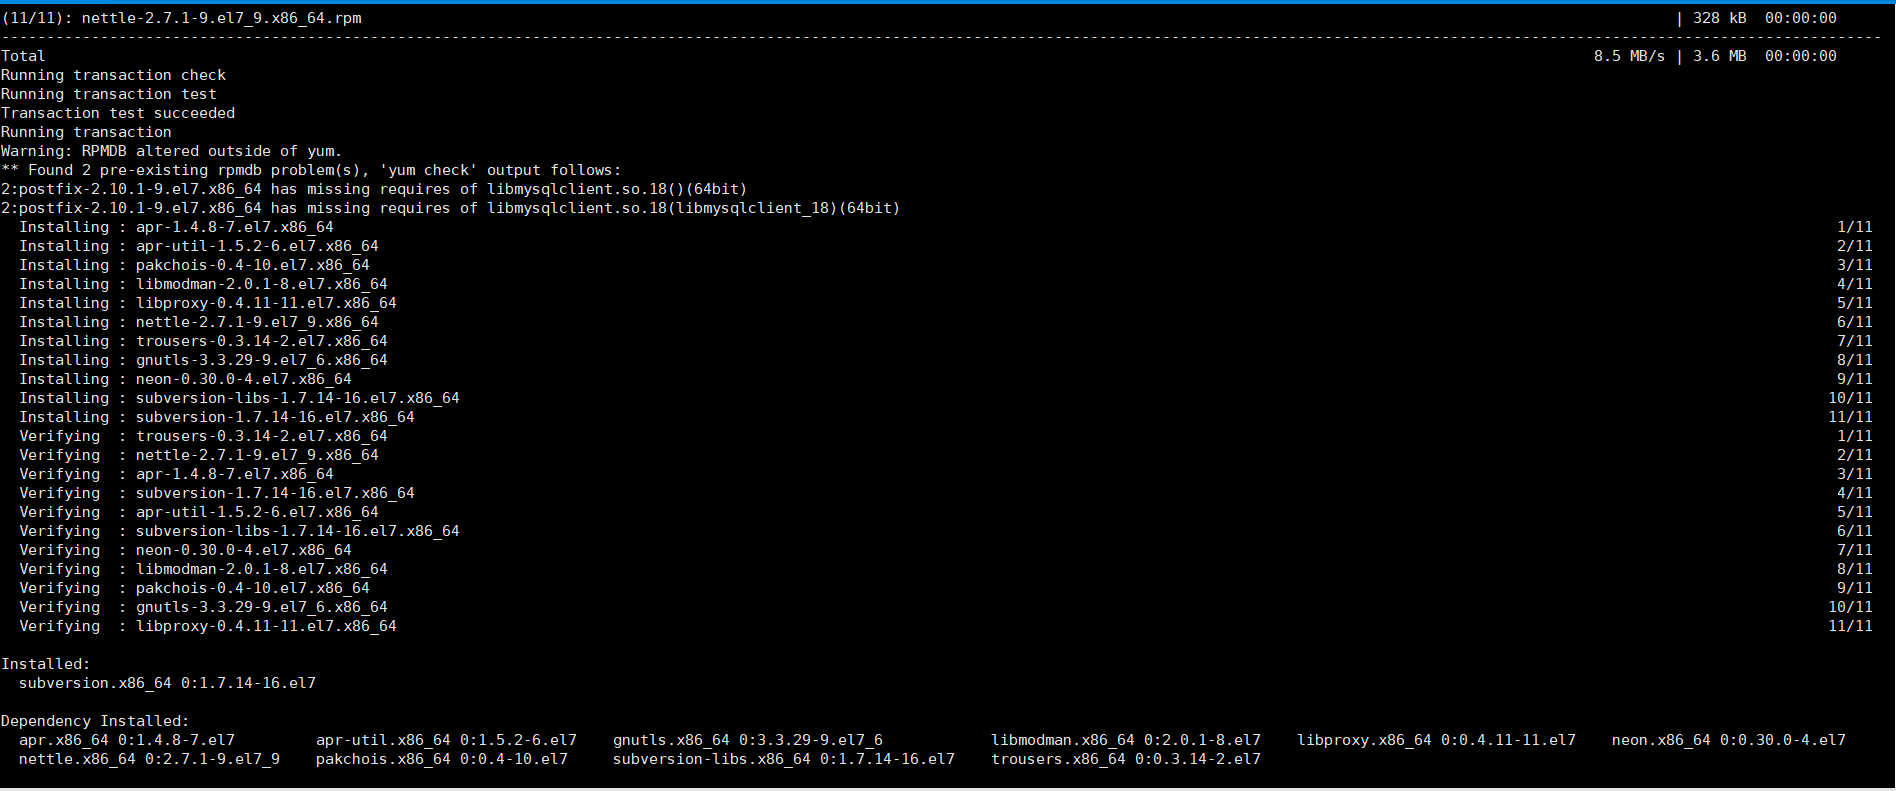 (11/11): nettle-2.7.1-9.el7_9.x86_64.rpm | 328 kB 00:00:00
-----------------------------------------------------------------------------------------------------------------------------------------------------------------------------------------------------------------
Total 8.5 MB/s | 3.6 MB 00:00:00
Running transaction check
Running transaction test
Transaction test succeeded
Running transaction
Warning: RPMDB altered outside of yum.
** Found 2 pre-existing rpmdb problem(s), 'yum check' output follows:
2:postfix-2.10.1-9.el7.x86_64 has missing requires of libmysqlclient.so.18()(64bit)
2:postfix-2.10.1-9.el7.x86_64 has missing requires of libmysqlclient.so.18(libmysqlclient_18)(64bit)
Installing : apr-1.4.8-7.el7.x86_64 1/11
Installing : apr-util-1.5.2-6.el7.x86_64 2/11
Installing : pakchois-0.4-10.el7.x86_64 3/11
Installing : libmodman-2.0.1-8.el7.x86_64 4/11
Installing : libproxy-0.4.11-11.el7.x86_64 5/11
Installing : nettle-2.7.1-9.el7_9.x86_64 6/11
Installing : trousers-0.3.14-2.el7.x86_64 7/11
Installing : gnutls-3.3.29-9.el7_6.x86_64 8/11
Installing : neon-0.30.0-4.el7.x86_64 9/11
Installing : subversion-libs-1.7.14-16.el7.x86_64 10/11
Installing : subversion-1.7.14-16.el7.x86_64 11/11
Verifying : trousers-0.3.14-2.el7.x86_64 1/11
Verifying : nettle-2.7.1-9.el7_9.x86_64 2/11
Verifying : apr-1.4.8-7.el7.x86_64 3/11
Verifying : subversion-1.7.14-16.el7.x86_64 4/11
Verifying : apr-util-1.5.2-6.el7.x86_64 5/11
Verifying : subversion-libs-1.7.14-16.el7.x86_64 6/11
Verifying : neon-0.30.0-4.el7.x86_64 7/11
Verifying : libmodman-2.0.1-8.el7.x86_64 8/11
Verifying : pakchois-0.4-10.el7.x86_64 9/11
Verifying : gnutls-3.3.29-9.el7_6.x86_64 10/11
Verifying : libproxy-0.4.11-11.el7.x86_64 11/11
Installed:
subversion.x86_64 0:1.7.14-16.el7
Dependency Installed:
apr.x86_64 0:1.4.8-7.el7 apr-util.x86_64 0:1.5.2-6.el7 gnutls.x86_64 0:3.3.29-9.el7_6 libmodman.x86_64 0:2.0.1-8.el7 libproxy.x86_64 0:0.4.11-11.el7 neon.x86_64 0:0.30.0-4.el7
nettle.x86_64 0:2.7.1-9.el7_9 pakchois.x86_64 0:0.4-10.el7 subversion-libs.x86_64 0:1.7.14-16.el7 trousers.x86_64 0:0.3.14-2.el7